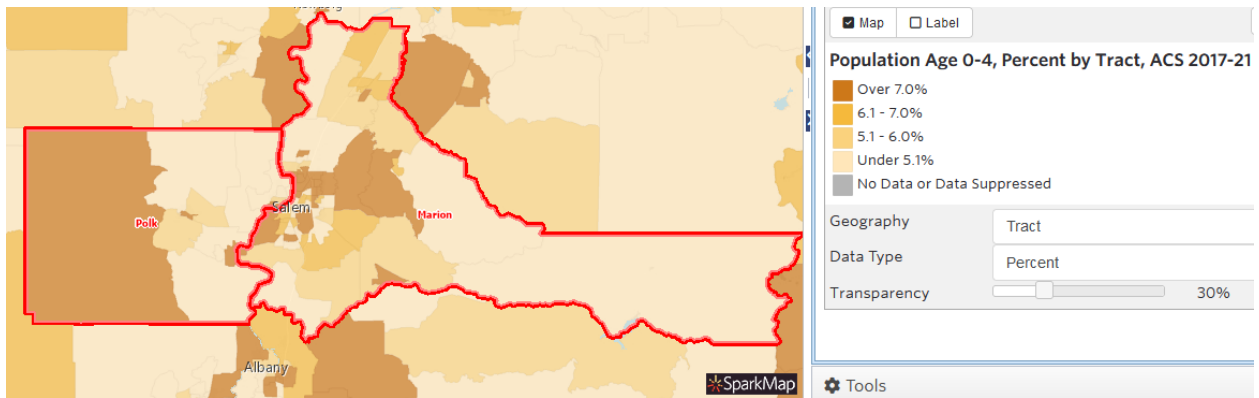 Polk
Salem
Marion
Albany
SparkMap
Map
Label
Population Age 0-4, Percent by Tract, ACS 2017-21
Over 7.0%
6.1 - 7.0%
5.1 - 6.0%
Under 5.1%
No Data or Data Suppressed
Geography
Tract
Data Type
Percent
Transparency
30%
Tools